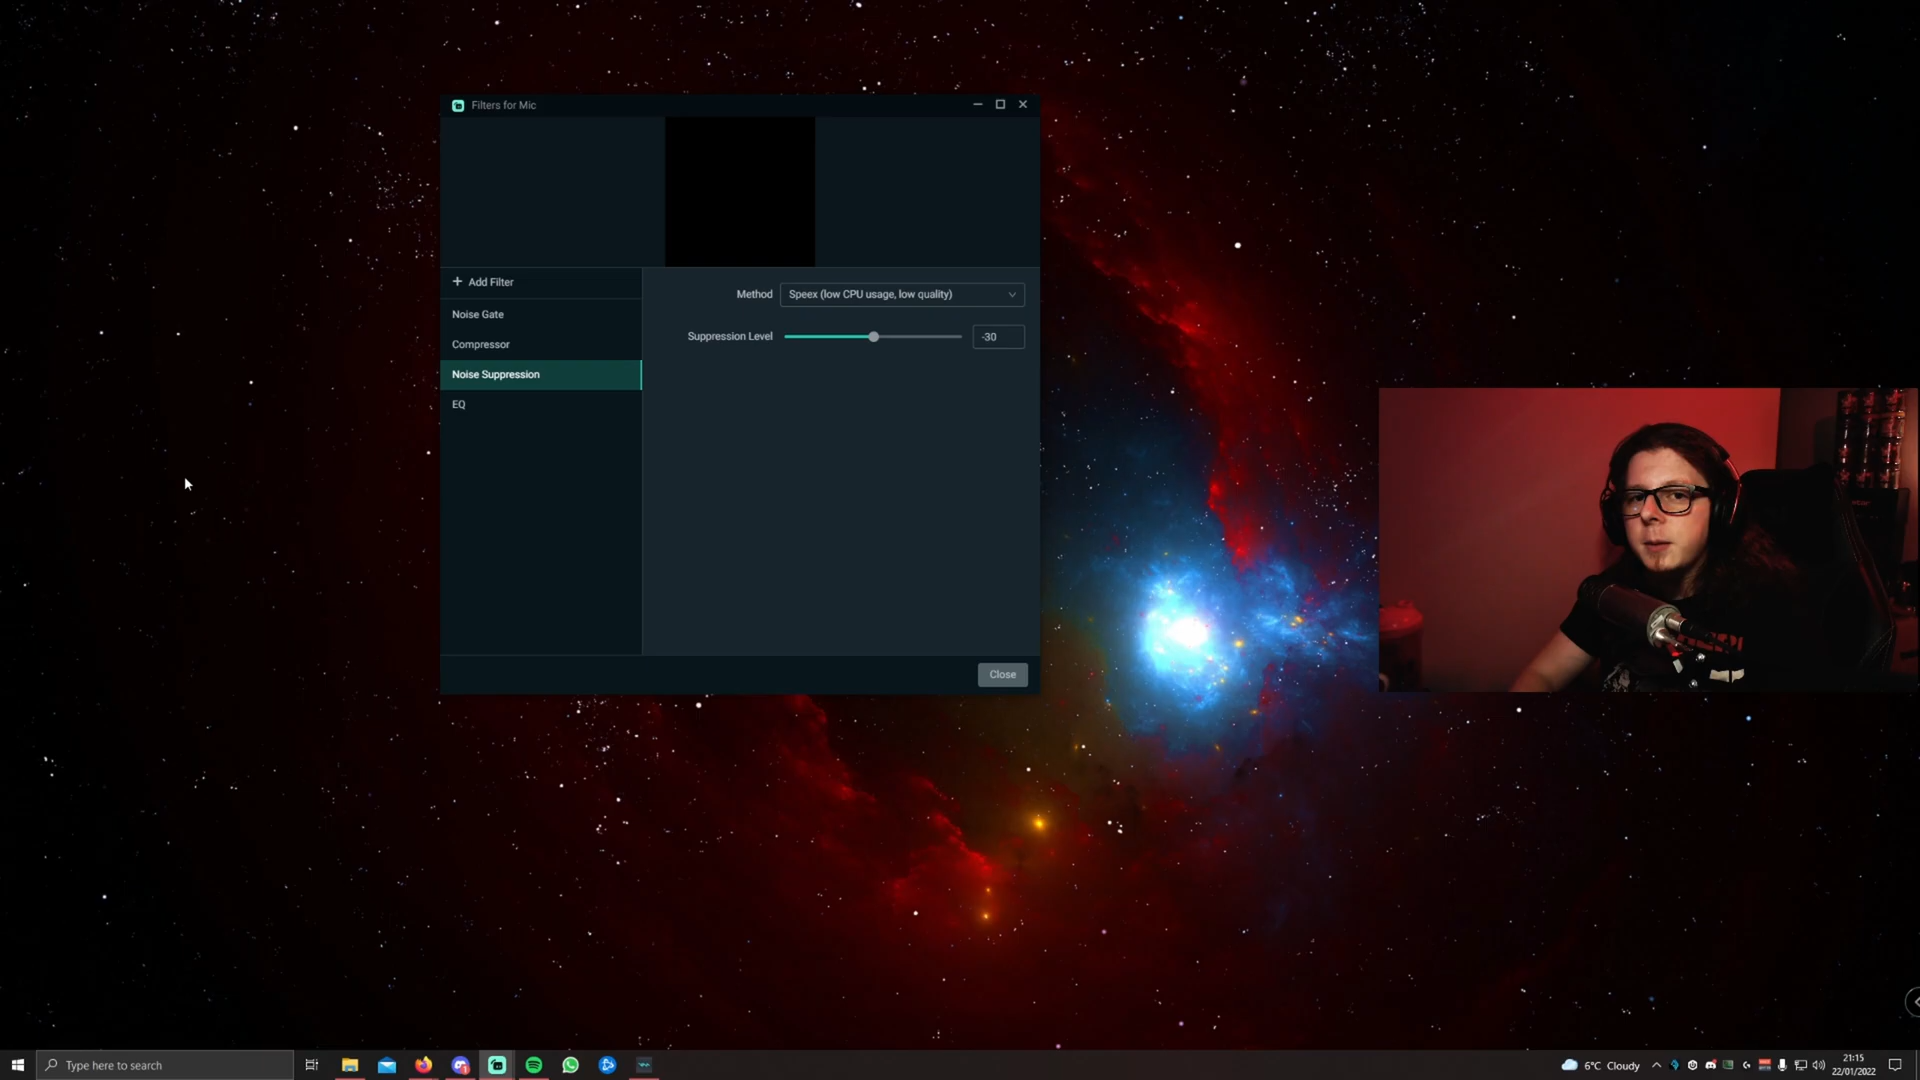 Filters for Mic
+ Add Filter
Noise Gate
Compressor
Noise Suppression
EQ
Method
Speex (low CPU usage, low quality)
Suppression Level
-30
Close
Type here to search
6°C Cloudy
21:15
22/01/2022